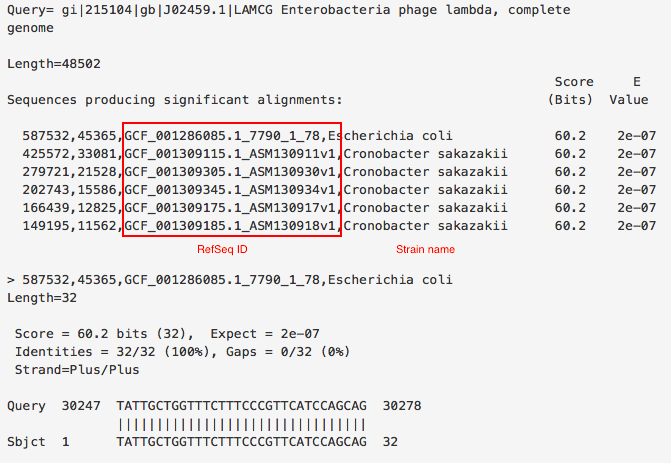 Query= gi|215104|gb|J02459.1|LAMCG Enterobacteria phage lambda, complete
genome
Length=48502
Score E
Sequences producing significant alignments: (Bits) Value
587532,45365,GCF_001286085.1_7790_1_78,Escherichia coli 60.2 2e-07
425572,33081,GCF_001309115.1_ASM130911v1,Cronobacter sakazakii 60.2 2e-07
279721,21528,GCF_001309305.1_ASM130930v1,Cronobacter sakazakii 60.2 2e-07
202743,15586,GCF_001309345.1_ASM130934v1,Cronobacter sakazakii 60.2 2e-07
166439,12825,GCF_001309175.1_ASM130917v1,Cronobacter sakazakii 60.2 2e-07
149195,11562,GCF_001309185.1_ASM130918v1,Cronobacter sakazakii 60.2 2e-07
RefSeq ID Strain name
> 587532,45365,GCF_001286085.1_7790_1_78,Escherichia coli
Length=32
Score = 60.2 bits (32), Expect = 2e-07
Identities = 32/32 (100%), Gaps = 0/32 (0%)
Strand=Plus/Plus
Query 30247 TATTGCTGGTTTCTTTCCCGTTCATCCAGCAG 30278
||||||||||||||||||||||||||||||||
Sbjct 1 TATTGCTGGTTTCTTTCCCGTTCATCCAGCAG 32